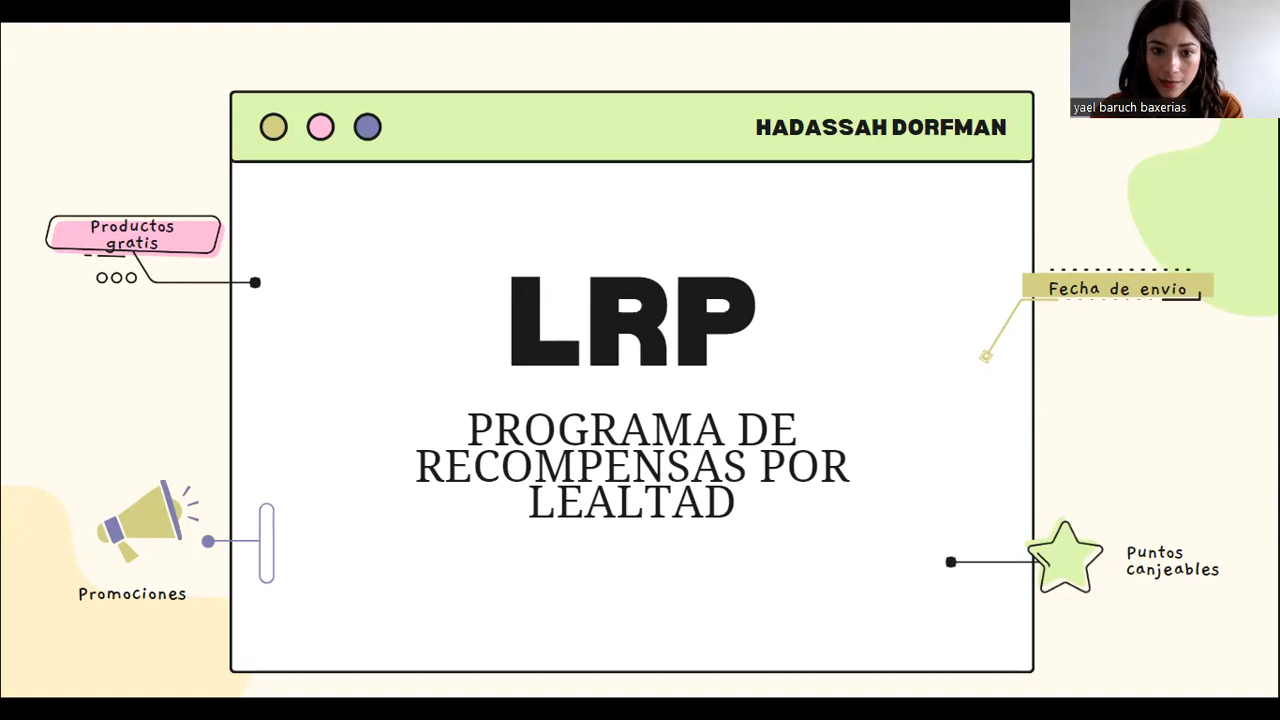 yael baruch baxerias
HADASSAH DORFMAN
Productos
gratis
LRP
Fecha de envio
PROGRAMA DE
RECOMPENSAS POR
LEALTAD
Promociones
Puntos
canjeables